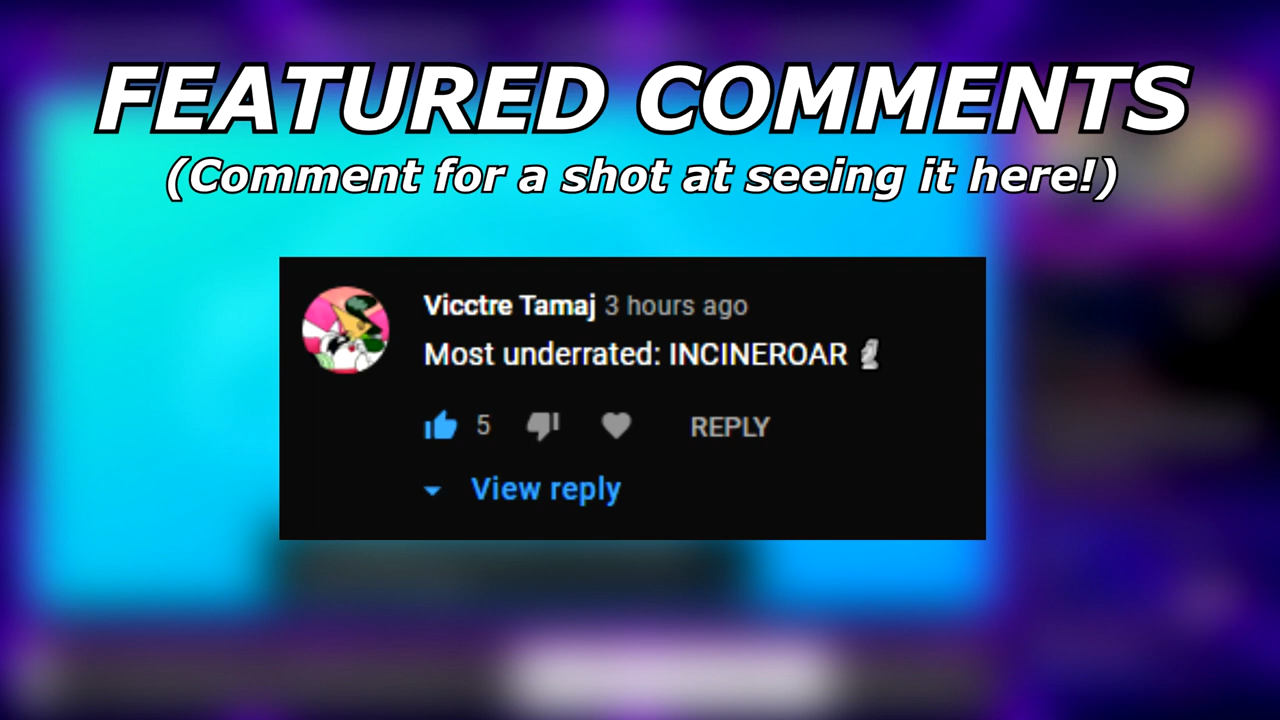 FEATURED COMMENTS
(Comment for a shot at seeing it here!)
Vicctre Tamaj 3 hours ago
Most underrated: INCINEROAR 🗿
5 REPLY
View reply